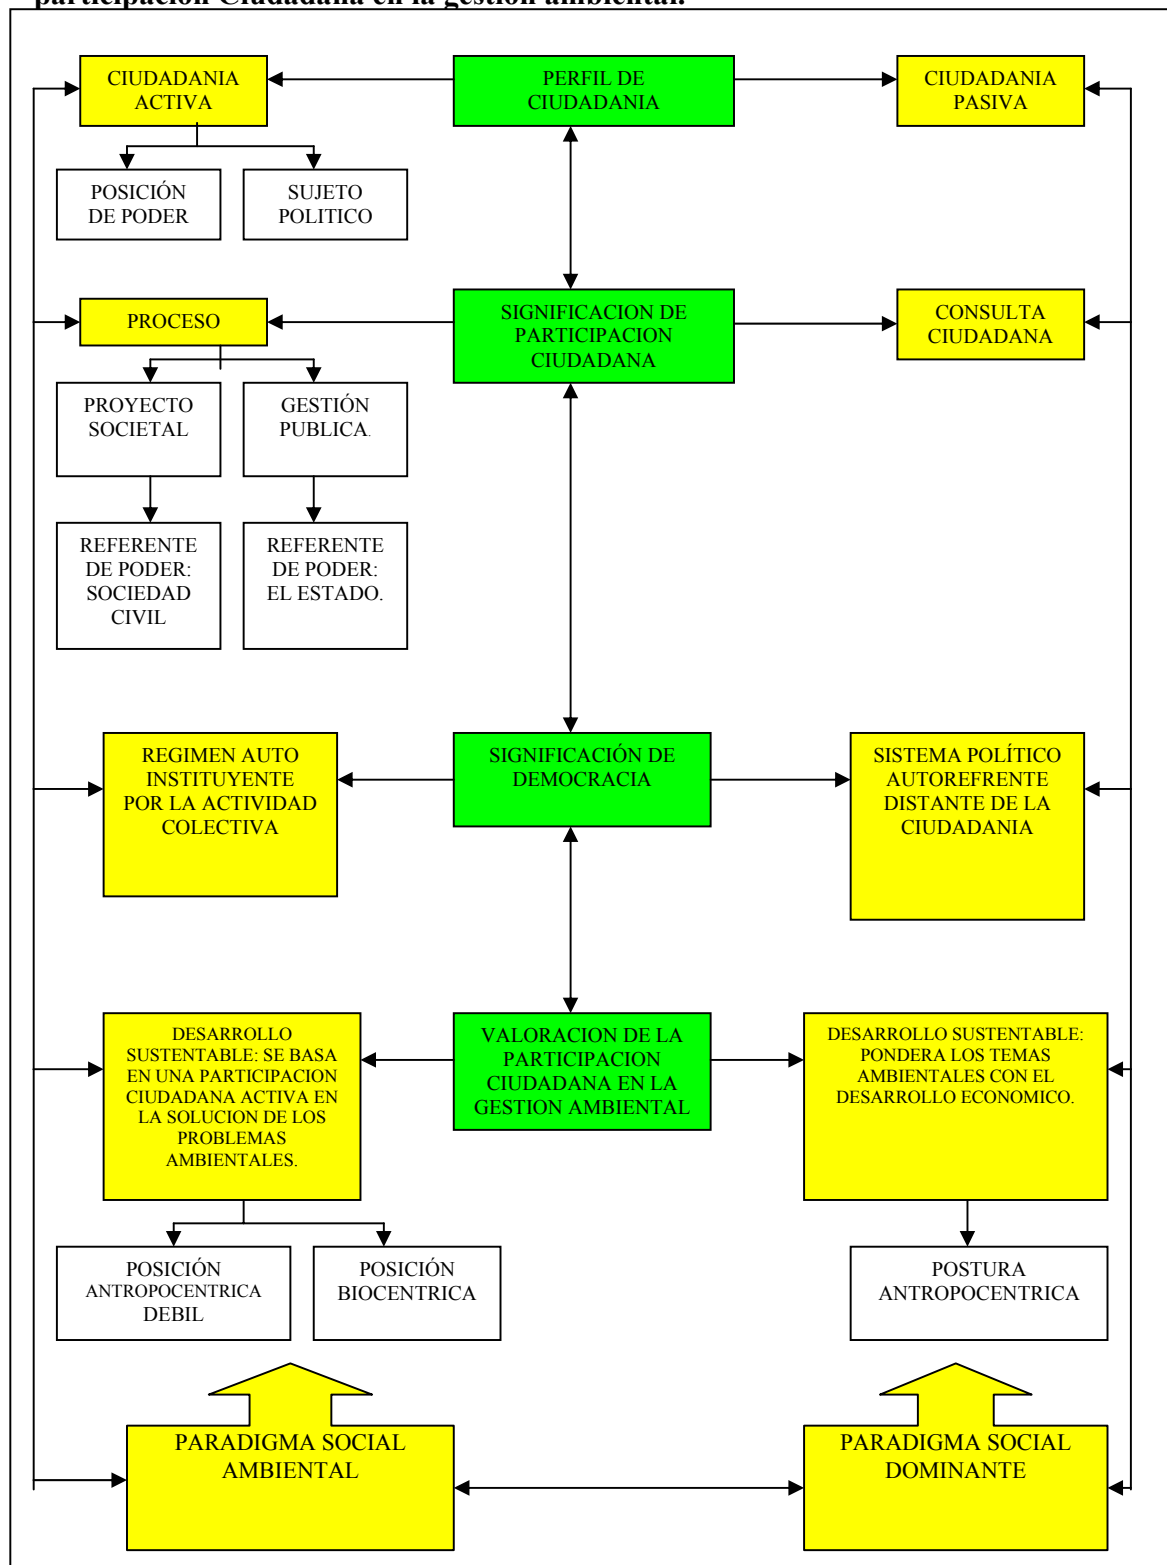 participación Ciudadana en la gestión ambiental.
CIUDADANIA
ACTIVA
PERFIL DE
CIUDADANIA
CIUDADANIA
PASIVA
POSICIÓN
DE PODER
SUJETO
POLITICO
PROCESO
SIGNIFICACION DE
PARTICIPACION
CIUDADANA
CONSULTA
CIUDADANA
PROYECTO
SOCIETAL
GESTIÓN
PUBLICA.
REFERENTE
DE PODER:
SOCIEDAD
CIVIL
REFERENTE
DE PODER:
EL ESTADO.
REGIMEN AUTO
INSTITUYENTE
POR LA ACTIVIDAD
COLECTIVA
SIGNIFICACIÓN DE
DEMOCRACIA
SISTEMA POLÍTICO
AUTOREFRENTE
DISTANTE DE LA
CIUDADANIA
DESARROLLO
SUSTENTABLE: SE BASA
EN UNA PARTICIPACION
CIUDADANA ACTIVA EN
LA SOLUCION DE LOS
PROBLEMAS
AMBIENTALES.
VALORACION DE LA
PARTICIPACION
CIUDADANA EN LA
GESTION AMBIENTAL
DESARROLLO SUSTENTABLE:
PONDERA LOS TEMAS
AMBIENTALES CON EL
DESARROLLO ECONOMICO.
POSICIÓN
ANTROPOCENTRICA
DEBIL
POSICIÓN
BIOCENTRICA
POSTURA
ANTROPOCENTRICA
PARADIGMA SOCIAL
AMBIENTAL
PARADIGMA SOCIAL
DOMINANTE